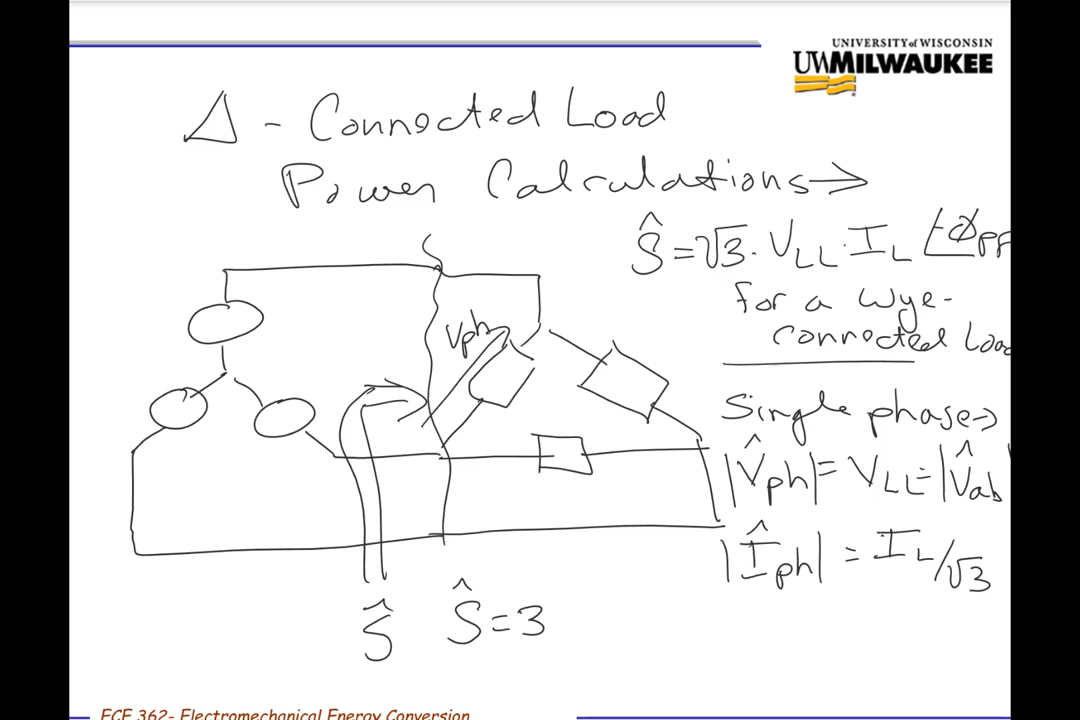 UNIVERSITY of WISCONSIN
UWMILWAUKEE
Δ - Connected Load
Power Calculations →
Ŝ = √3 · VLL · IL ∠ϕPF
for a Wye-
connected Load
Vph
Single phase →
|V̂ph| = VLL = |V̂ab|
|Îph| = IL/√3
Ŝ
Ŝ = 3
ECE 362- Electromechanical Energy Conversion